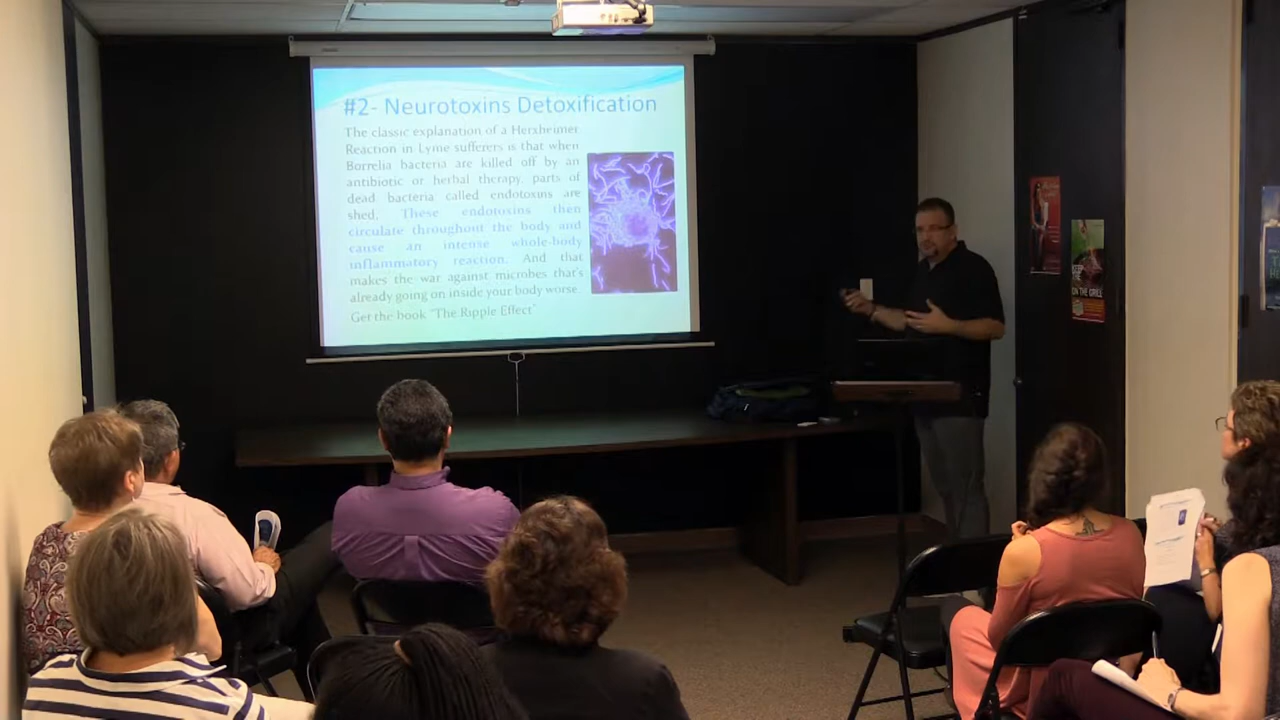 #2- Neurotoxins Detoxification
The classic explanation of a Herxheimer
Reaction in Lyme sufferers is that when
Borrelia bacteria are killed off by an
antibiotic or herbal therapy, parts of
dead bacteria called endotoxins are
shed. These endotoxins then
circulate throughout the body and
cause an intense whole-body
inflammatory reaction. And that
makes the war against microbes that's
already going on inside your body worse.
Get the book "The Ripple Effect"
ON THE GRILL